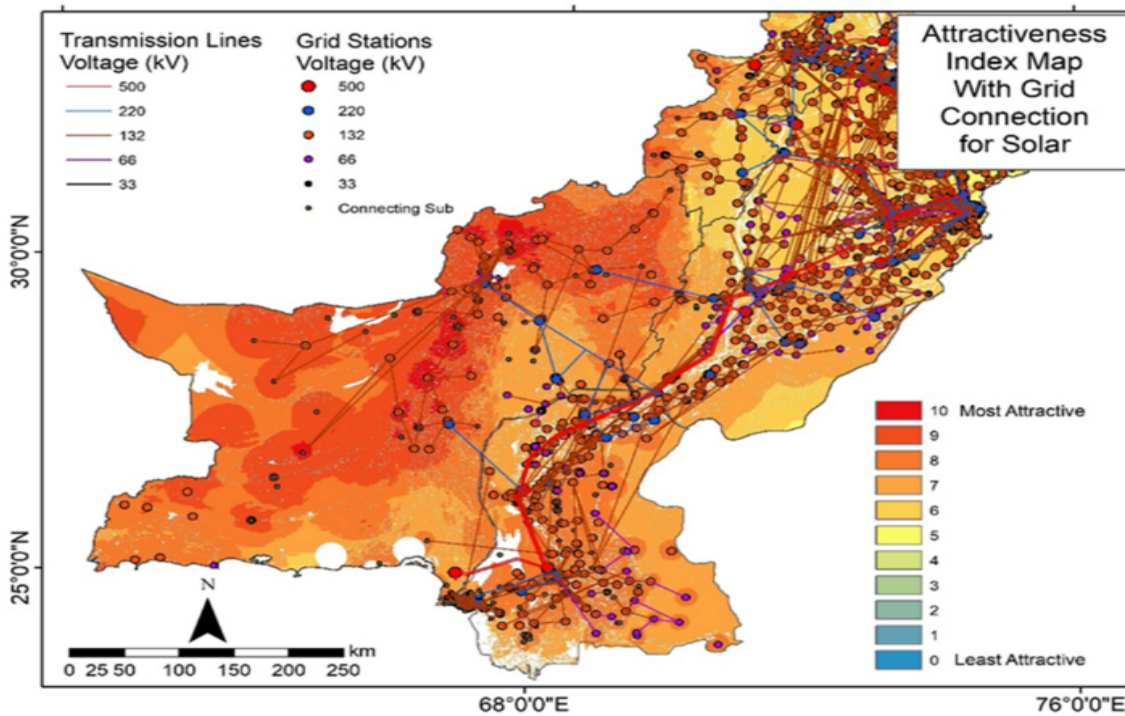 Transmission Lines
Voltage (kV)
500
220
132
66
33
Grid Stations
Voltage (kV)
500
220
132
66
33
Connecting Sub
Attractiveness
Index Map
With Grid
Connection
for Solar
30°0'0"N
25°0'0"N
10 Most Attractive
9
8
7
6
5
4
3
2
1
0 Least Attractive
N
km
0 25 50 100 150 200 250
68°0'0"E
76°0'0"E